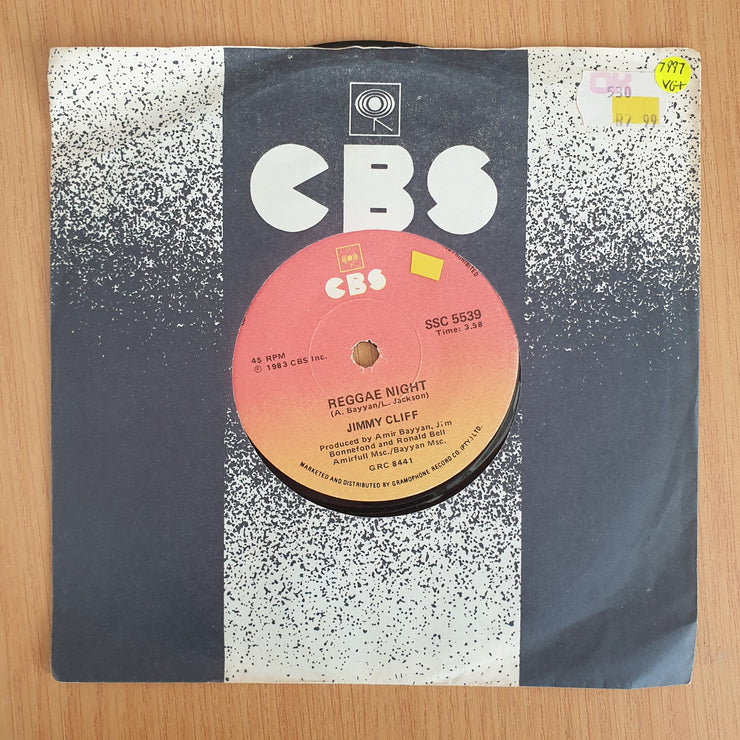 OK
530
R2 99
7997
VG+
CBS
CBS
SSC 5539
Time: 3.58
45 RPM
℗ 1983 CBS Inc.
REGGAE NIGHT
(A. Bayyan/L. Jackson)
JIMMY CLIFF
Produced by Amir Bayyan, Jim
Bonnefond and Ronald Bell
Amirfull Msc./Bayyan Msc.
GRC 8441
MARKETED AND DISTRIBUTED BY GRAMOPHONE RECORD CO. (PTY) LTD.